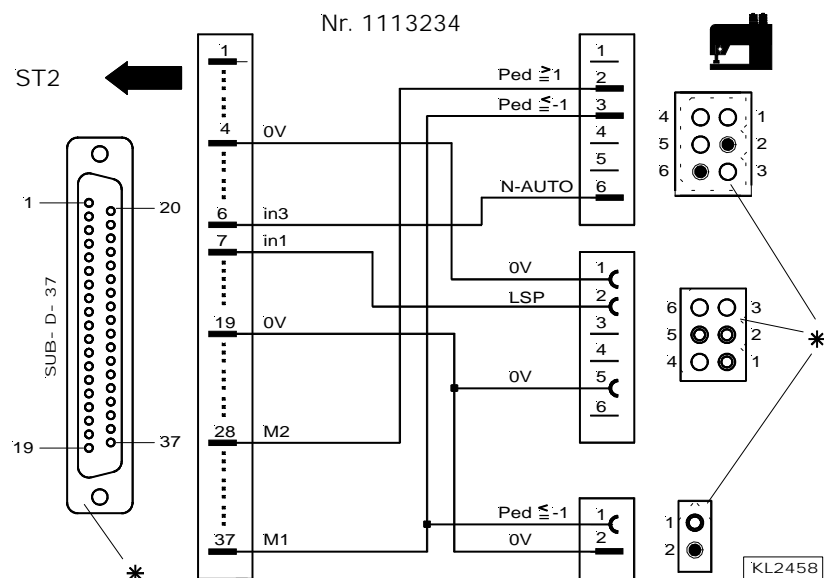 Nr. 1113234
ST2
1
4 0V
6 in3
7 in1
19 0V
28 M2
37 M1
1
20
SUB-D-37
19
37
*
1
Ped ≧1 2
Ped ≦-1 3
4
5
N-AUTO 6
0V 1
LSP 2
3
4
0V 5
6
Ped ≦-1 1
0V 2
4 1
5 2
6 3
6 3
5 2
4 1
*
1
2
KL2458